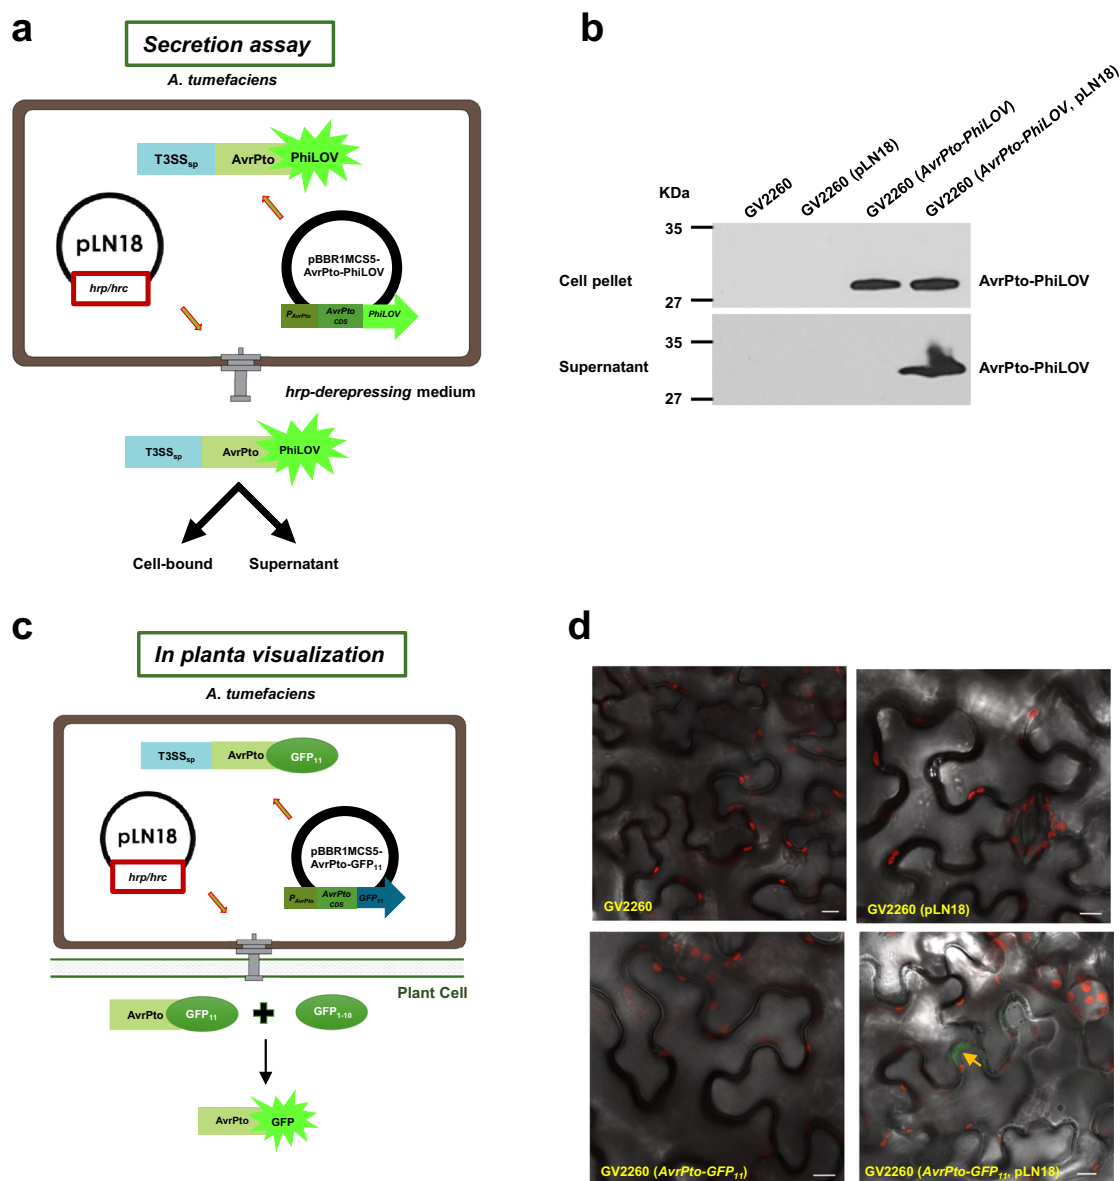 a
Secretion assay
A. tumefaciens
T3SSsp
AvrPto
PhiLOV
pLN18
hrp/hrc
pBBR1MCS5-
AvrPto-PhiLOV
PAvrPto
AvrPto
CDS
PhiLOV
hrp-derepressing medium
T3SSsp
AvrPto
PhiLOV
Cell-bound
Supernatant
b
KDa
GV2260
GV2260 (pLN18)
GV2260 (AvrPto-PhiLOV)
GV2260 (AvrPto-PhiLOV, pLN18)
35
Cell pellet
AvrPto-PhiLOV
27
35
Supernatant
AvrPto-PhiLOV
27
c
In planta visualization
A. tumefaciens
T3SSsp
AvrPto
GFP11
pLN18
hrp/hrc
pBBR1MCS5-
AvrPto-GFP11
PAvrPto
AvrPto
CDS
GFP11
Plant Cell
AvrPto
GFP11
GFP1-10
AvrPto
GFP
d
GV2260
GV2260 (pLN18)
GV2260 (AvrPto-GFP11)
GV2260 (AvrPto-GFP11, pLN18)